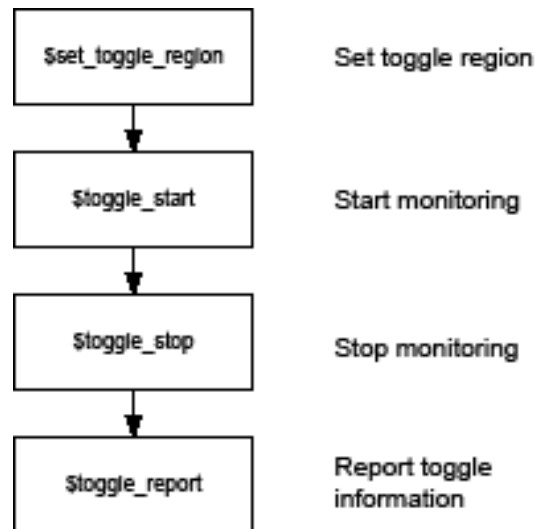 $set_toggle_region
Set toggle region
$toggle_start
Start monitoring
$toggle_stop
Stop monitoring
$toggle_report
Report toggle
information